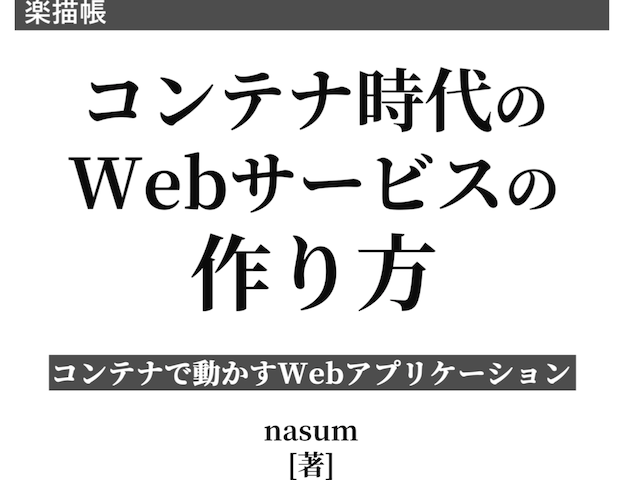 楽描帳
コンテナ時代の
Webサービスの
作り方
コンテナで動かすWebアプリケーション
nasum
[著]